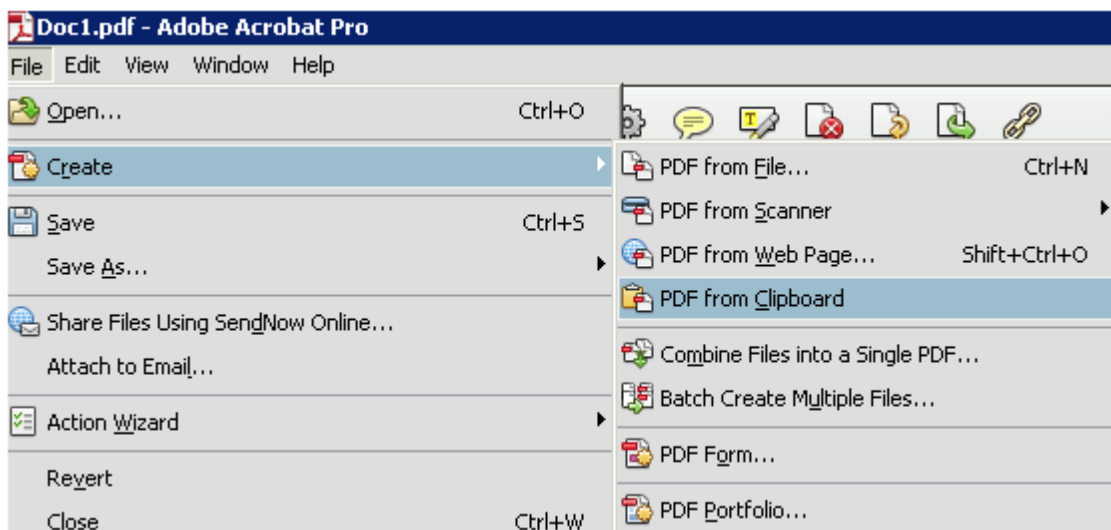 Doc1.pdf - Adobe Acrobat Pro
File Edit View Window Help
Open... Ctrl+O
Create
Save Ctrl+S
Save As...
Share Files Using SendNow Online...
Attach to Email...
Action Wizard
Revert
Close Ctrl+W
T
PDF from File... Ctrl+N
PDF from Scanner
PDF from Web Page... Shift+Ctrl+O
PDF from Clipboard
Combine Files into a Single PDF...
Batch Create Multiple Files...
PDF Form...
PDF Portfolio...